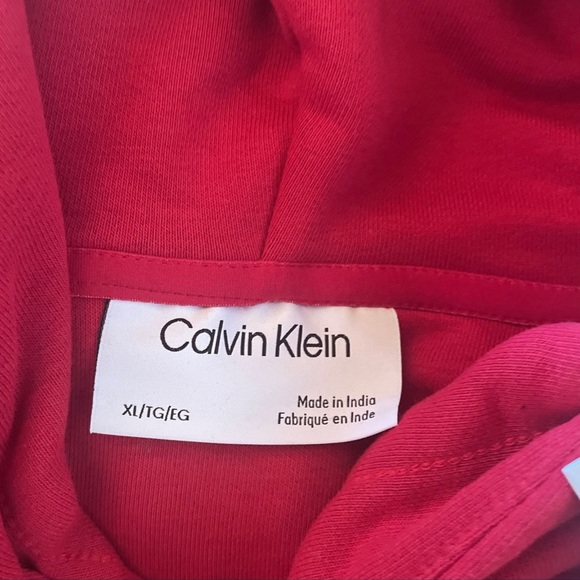 Calvin Klein
XL/TG/EG
Made in India
Fabriqué en Inde